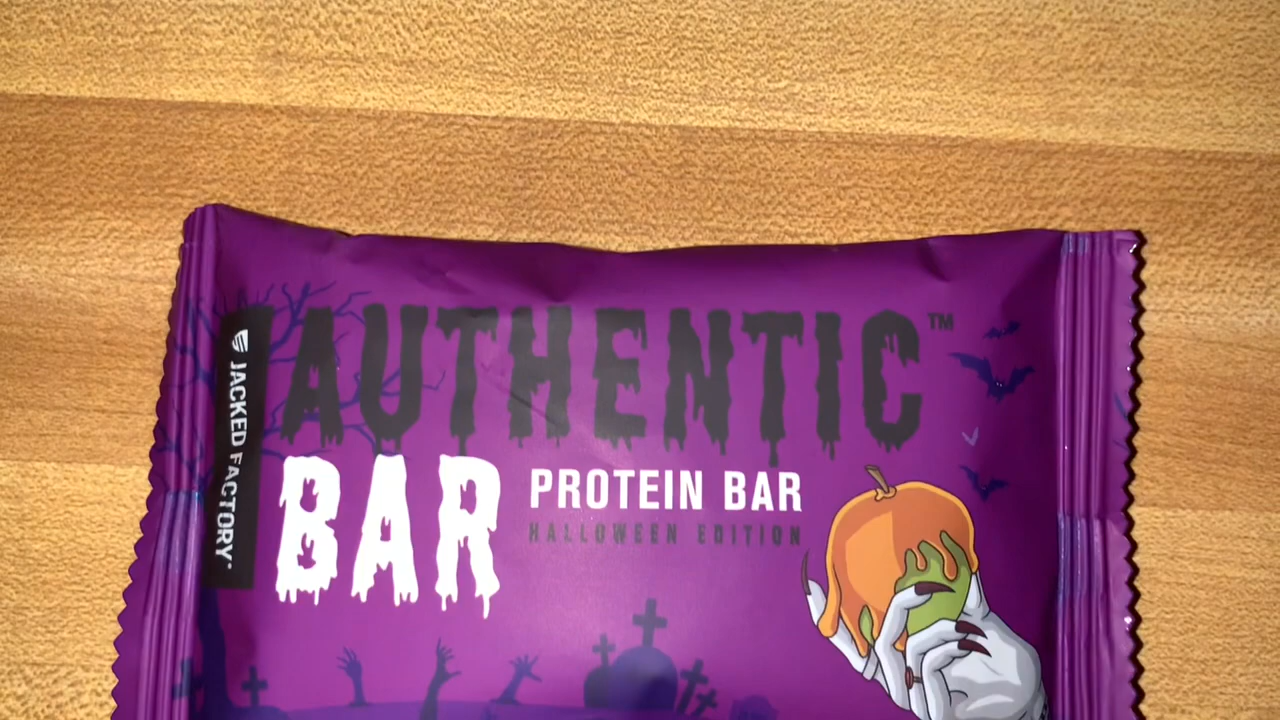 JACKED FACTORY
AUTHENTIC™
BAR
PROTEIN BAR
HALLOWEEN EDITION